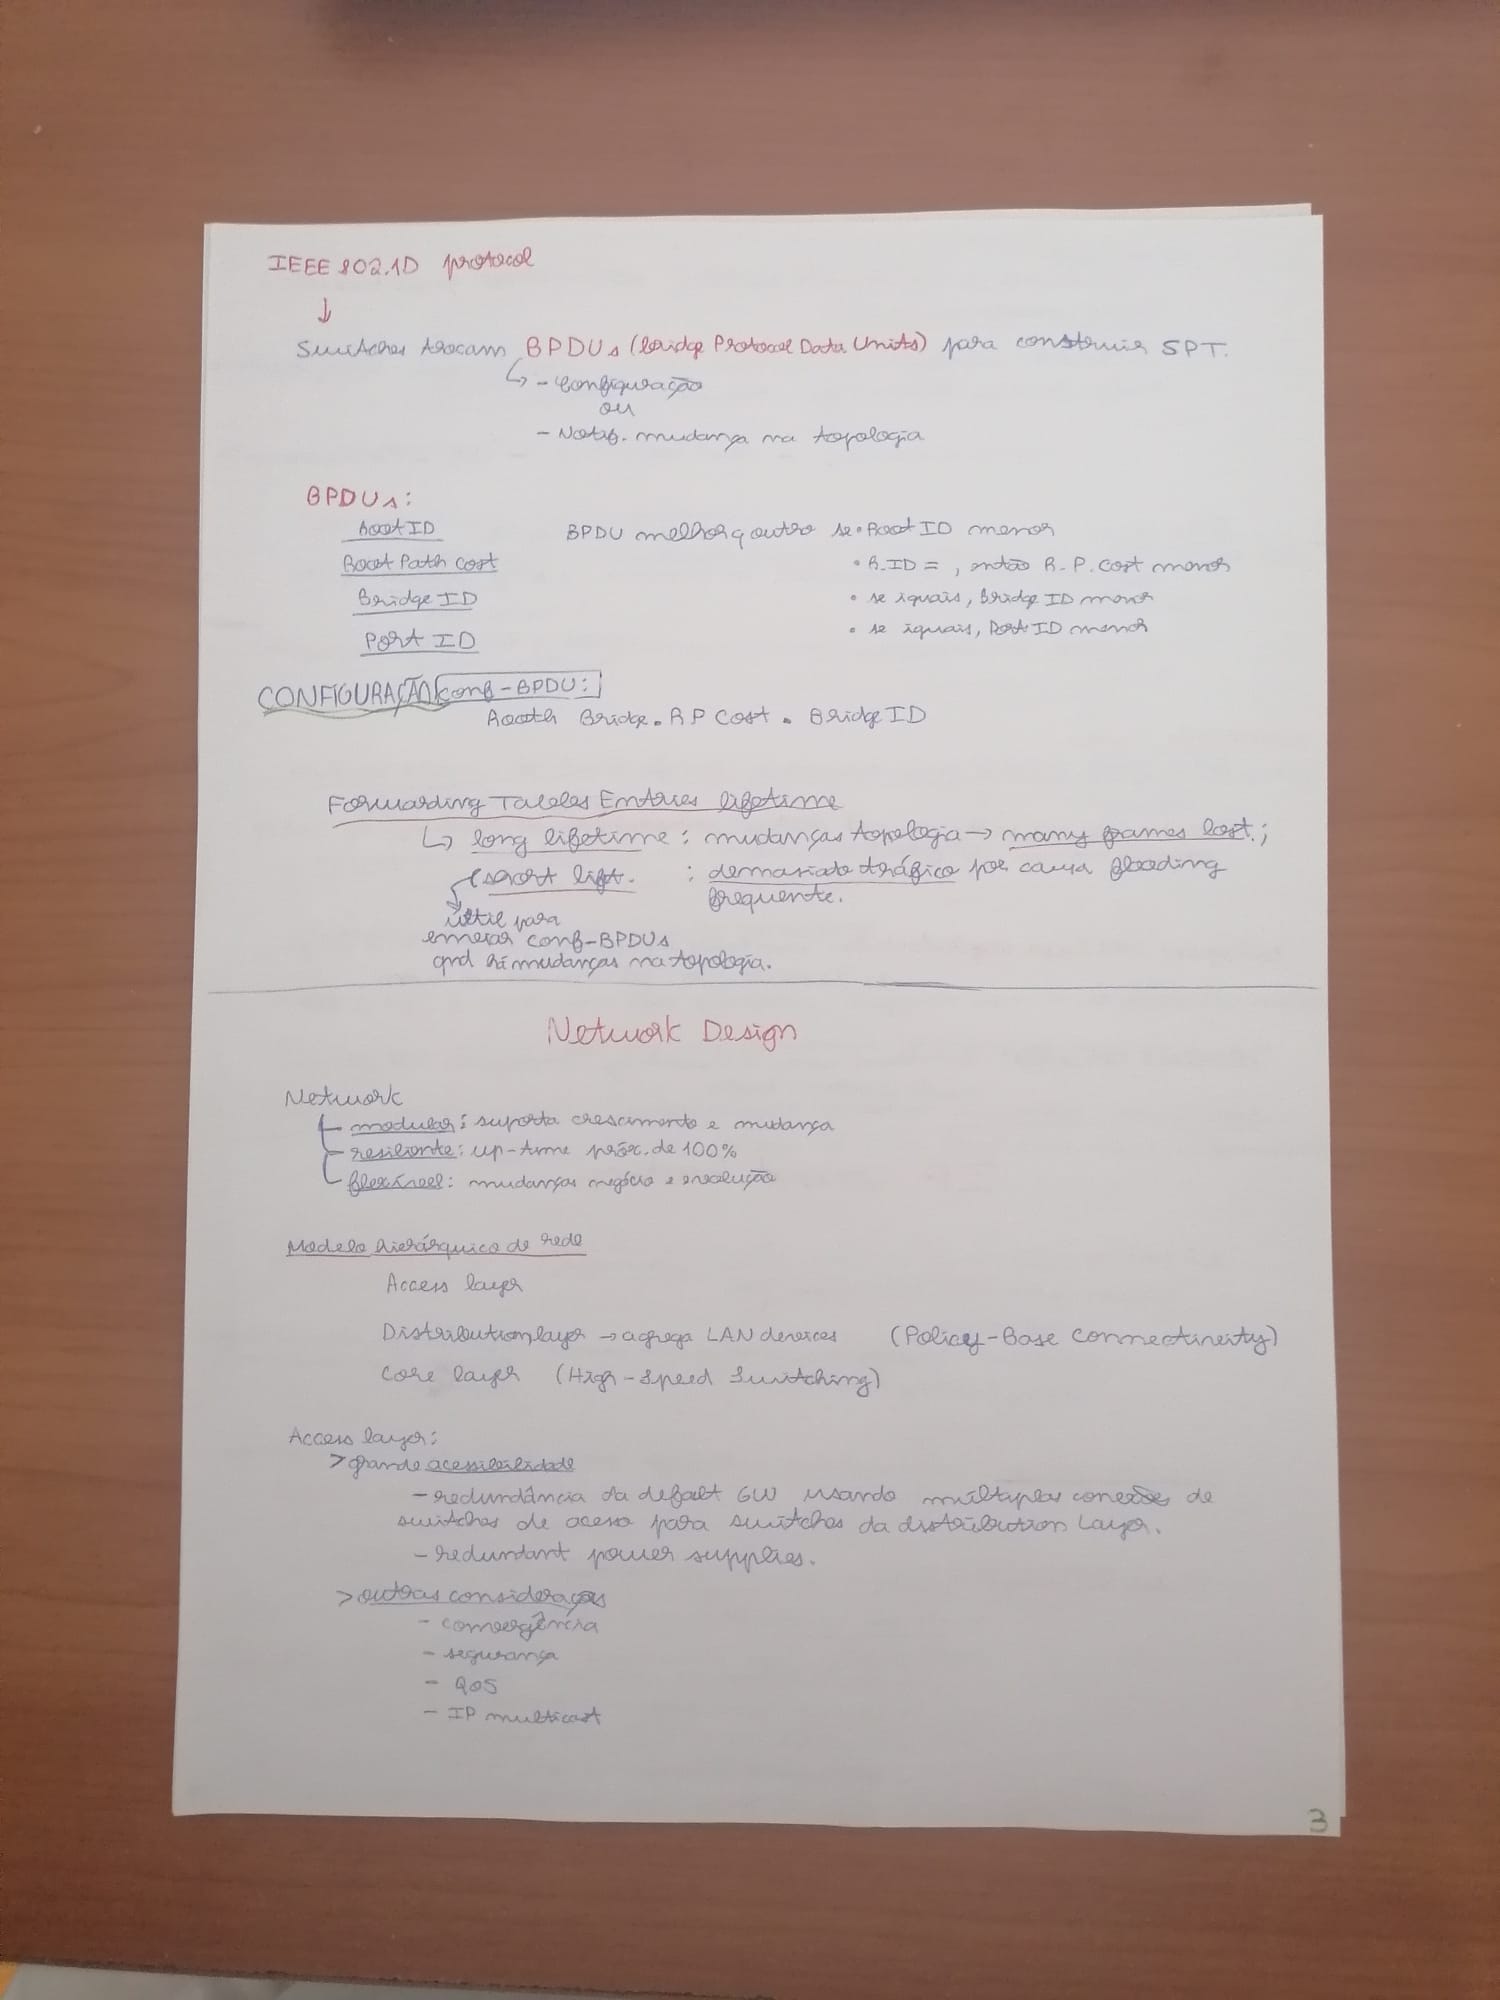 IEEE 802.1D protocol
↓
Switches trocam BPDUs (bridge Protocol Data Units) para construir SPT.
↳ - Configuração
ou
- Notif. mudança na topologia
BPDUs:
Root ID
Root Path Cost
Bridge ID
Port ID
BPDU melhor q outro se • Root ID menor
• R.ID = , então R.P. cost menor
• se iguais, Bridge ID menor
• se iguais, Port ID menor
CONFIGURAÇÃO conf-BPDU:
Rooth Bridge. RP Cost. Bridge ID
Forwarding Tables Entries lifetime
↳ long lifetime: mudanças topologia → many frames lost.;
short lift. : demasiado tráfico por causa flooding
frequente.
útil para
enviar conf-BPDUs
qnd há mudanças na topologia.
Network Design
Network
modular: suporta crescimento e mudança
resiliente: up-time próx. de 100%
flexível: mudanças negócio e evolução
Modelo hierárquico de rede
Access layer
Distribution layer → agrega LAN devices (Policy-Base Connectivity)
Core layer (High-Speed Switching)
Access layer:
> grande acessibilidade
- redundância da defalt GW usando múltiplas conexões de
switches de aceso para switches da distribution Layer.
- redundant power supplies.
> outras considerações
- convergência
- segurança
- QOS
- IP multicast
3